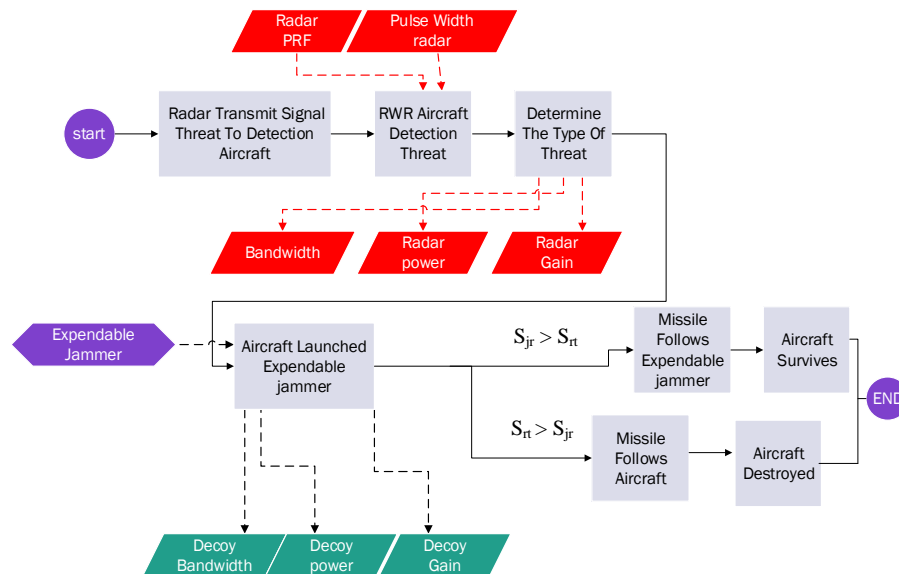 Radar
PRF
Pulse Width
radar
start
Radar Transmit Signal
Threat To Detection
Aircraft
RWR Aircraft
Detection
Threat
Determine
The Type Of
Threat
Bandwidth
Radar
power
Radar
Gain
Expendable
Jammer
Aircraft Launched
Expendable
jammer
Sjr > Srt
Missile
Follows
Expendable
jammer
Aircraft
Survives
END
Srt > Sjr
Missile
Follows
Aircraft
Aircraft
Destroyed
Decoy
Bandwidth
Decoy
power
Decoy
Gain